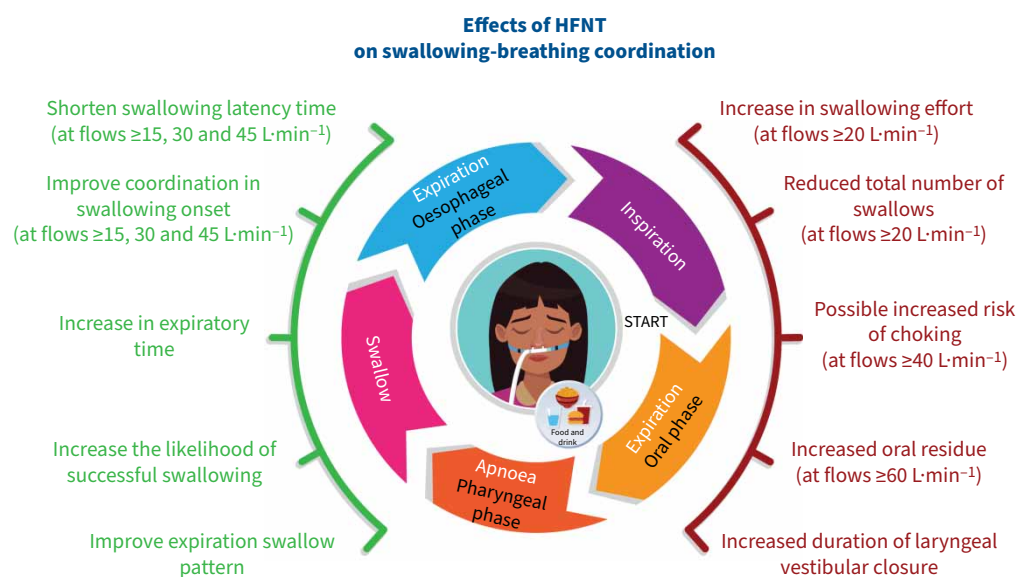 Effects of HFNT
on swallowing-breathing coordination
Shorten swallowing latency time
(at flows ≥15, 30 and 45 L·min⁻¹)
Improve coordination in
swallowing onset
(at flows ≥15, 30 and 45 L·min⁻¹)
Increase in expiratory
time
Increase the likelihood of
successful swallowing
Improve expiration swallow
pattern
Expiration
Oesophageal
phase
Inspiration
START
Expiration
Oral phase
Apnoea
Pharyngeal
phase
Swallow
Food and
drink
Increase in swallowing effort
(at flows ≥20 L·min⁻¹)
Reduced total number of
swallows
(at flows ≥20 L·min⁻¹)
Possible increased risk
of choking
(at flows ≥40 L·min⁻¹)
Increased oral residue
(at flows ≥60 L·min⁻¹)
Increased duration of laryngeal
vestibular closure